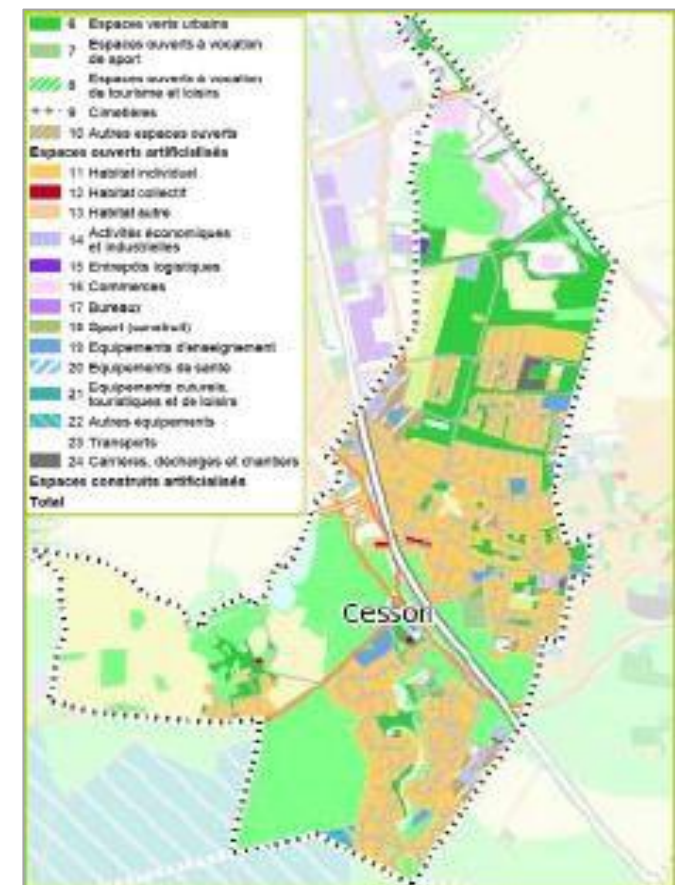 6 Espaces verts urbains
7 Espaces ouverts à vocation
de sport
8 Espaces ouverts à vocation
de tourisme et loisirs
9 Cimetières
10 Autres espaces ouverts
Espaces ouverts artificialisés
11 Habitat individuel
12 Habitat collectif
13 Habitat autre
14 Activités économiques
et industrielles
15 Entrepôts logistiques
16 Commerces
17 Bureaux
18 Sport (construit)
19 Equipements d'enseignement
20 Equipements de santé
21 Equipements culturels,
touristiques et de loisirs
22 Autres équipements
23 Transports
24 Carrières, décharges et chantiers
Espaces construits artificialisés
Total
Cesson